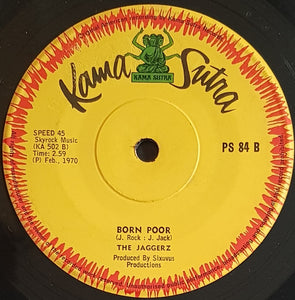 Kama Sutra
KAMA SUTRA
SPEED 45
Skyrock Music
(KA 502 B)
Time: 2.59
(P) Feb., 1970
PS 84 B
BORN POOR
(J. Rock : J. Jack)
THE JAGGERZ
Produced By Sixuvus
Productions